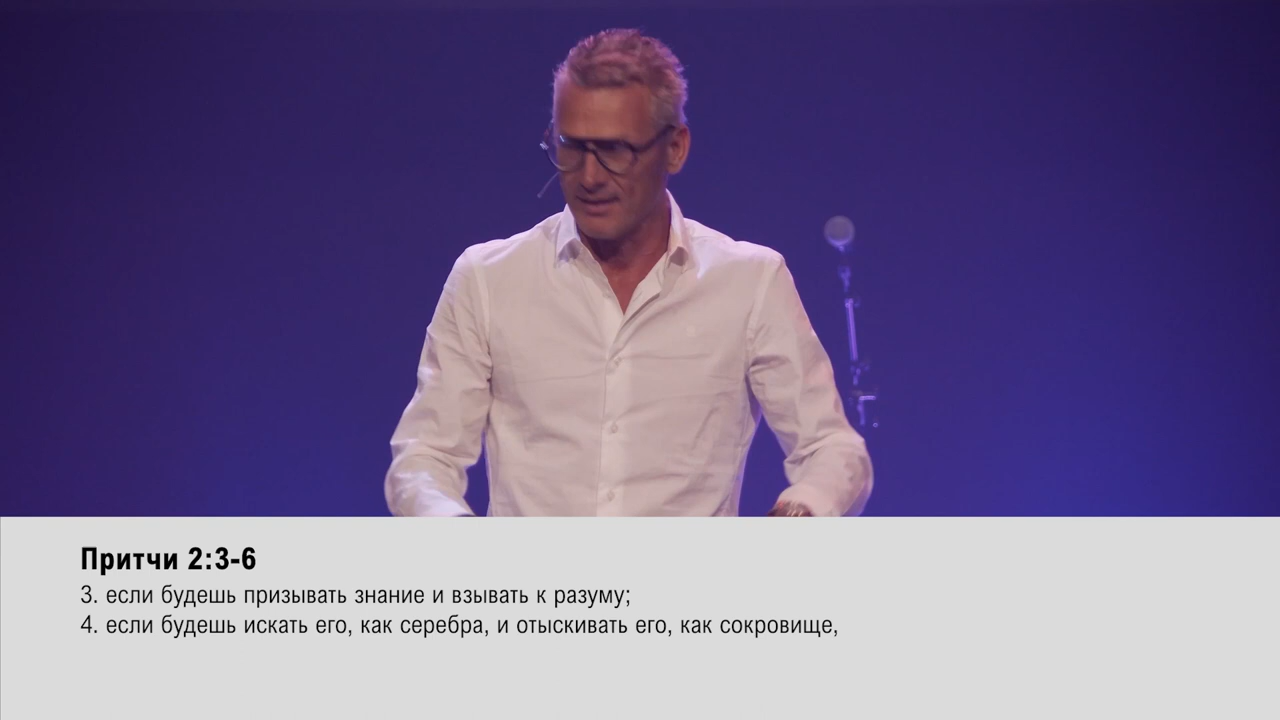 Притчи 2:3-6
3. если будешь призывать знание и взывать к разуму;
4. если будешь искать его, как серебра, и отыскивать его, как сокровище,